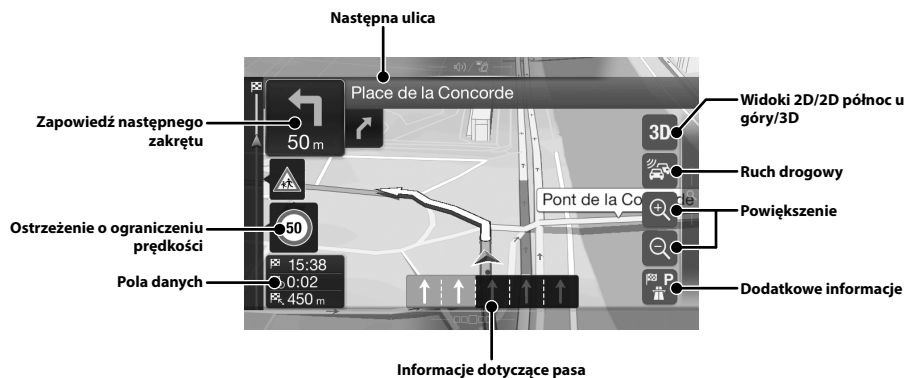 Następna ulica
Place de la Concorde
50 m
Zapowiedź następnego
zakrętu
3D
Widoki 2D/2D północ u
góry/3D
Ruch drogowy
Pont de la Co
Powiększenie
50
Ostrzeżenie o ograniczeniu
prędkości
15:38
0:02
450 m
Pola danych
P
Dodatkowe informacje
Informacje dotyczące pasa